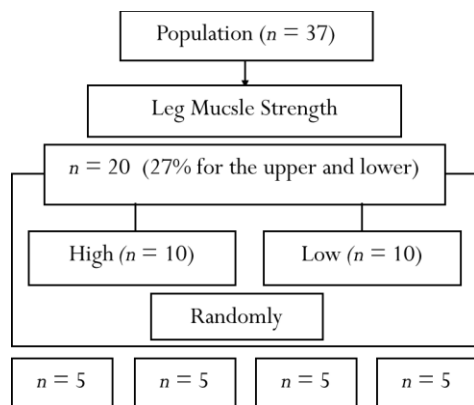 Population (n = 37)
Leg Mucsle Strength
n = 20 (27% for the upper and lower)
High (n = 10)
Low (n = 10)
Randomly
n = 5
n = 5
n = 5
n = 5